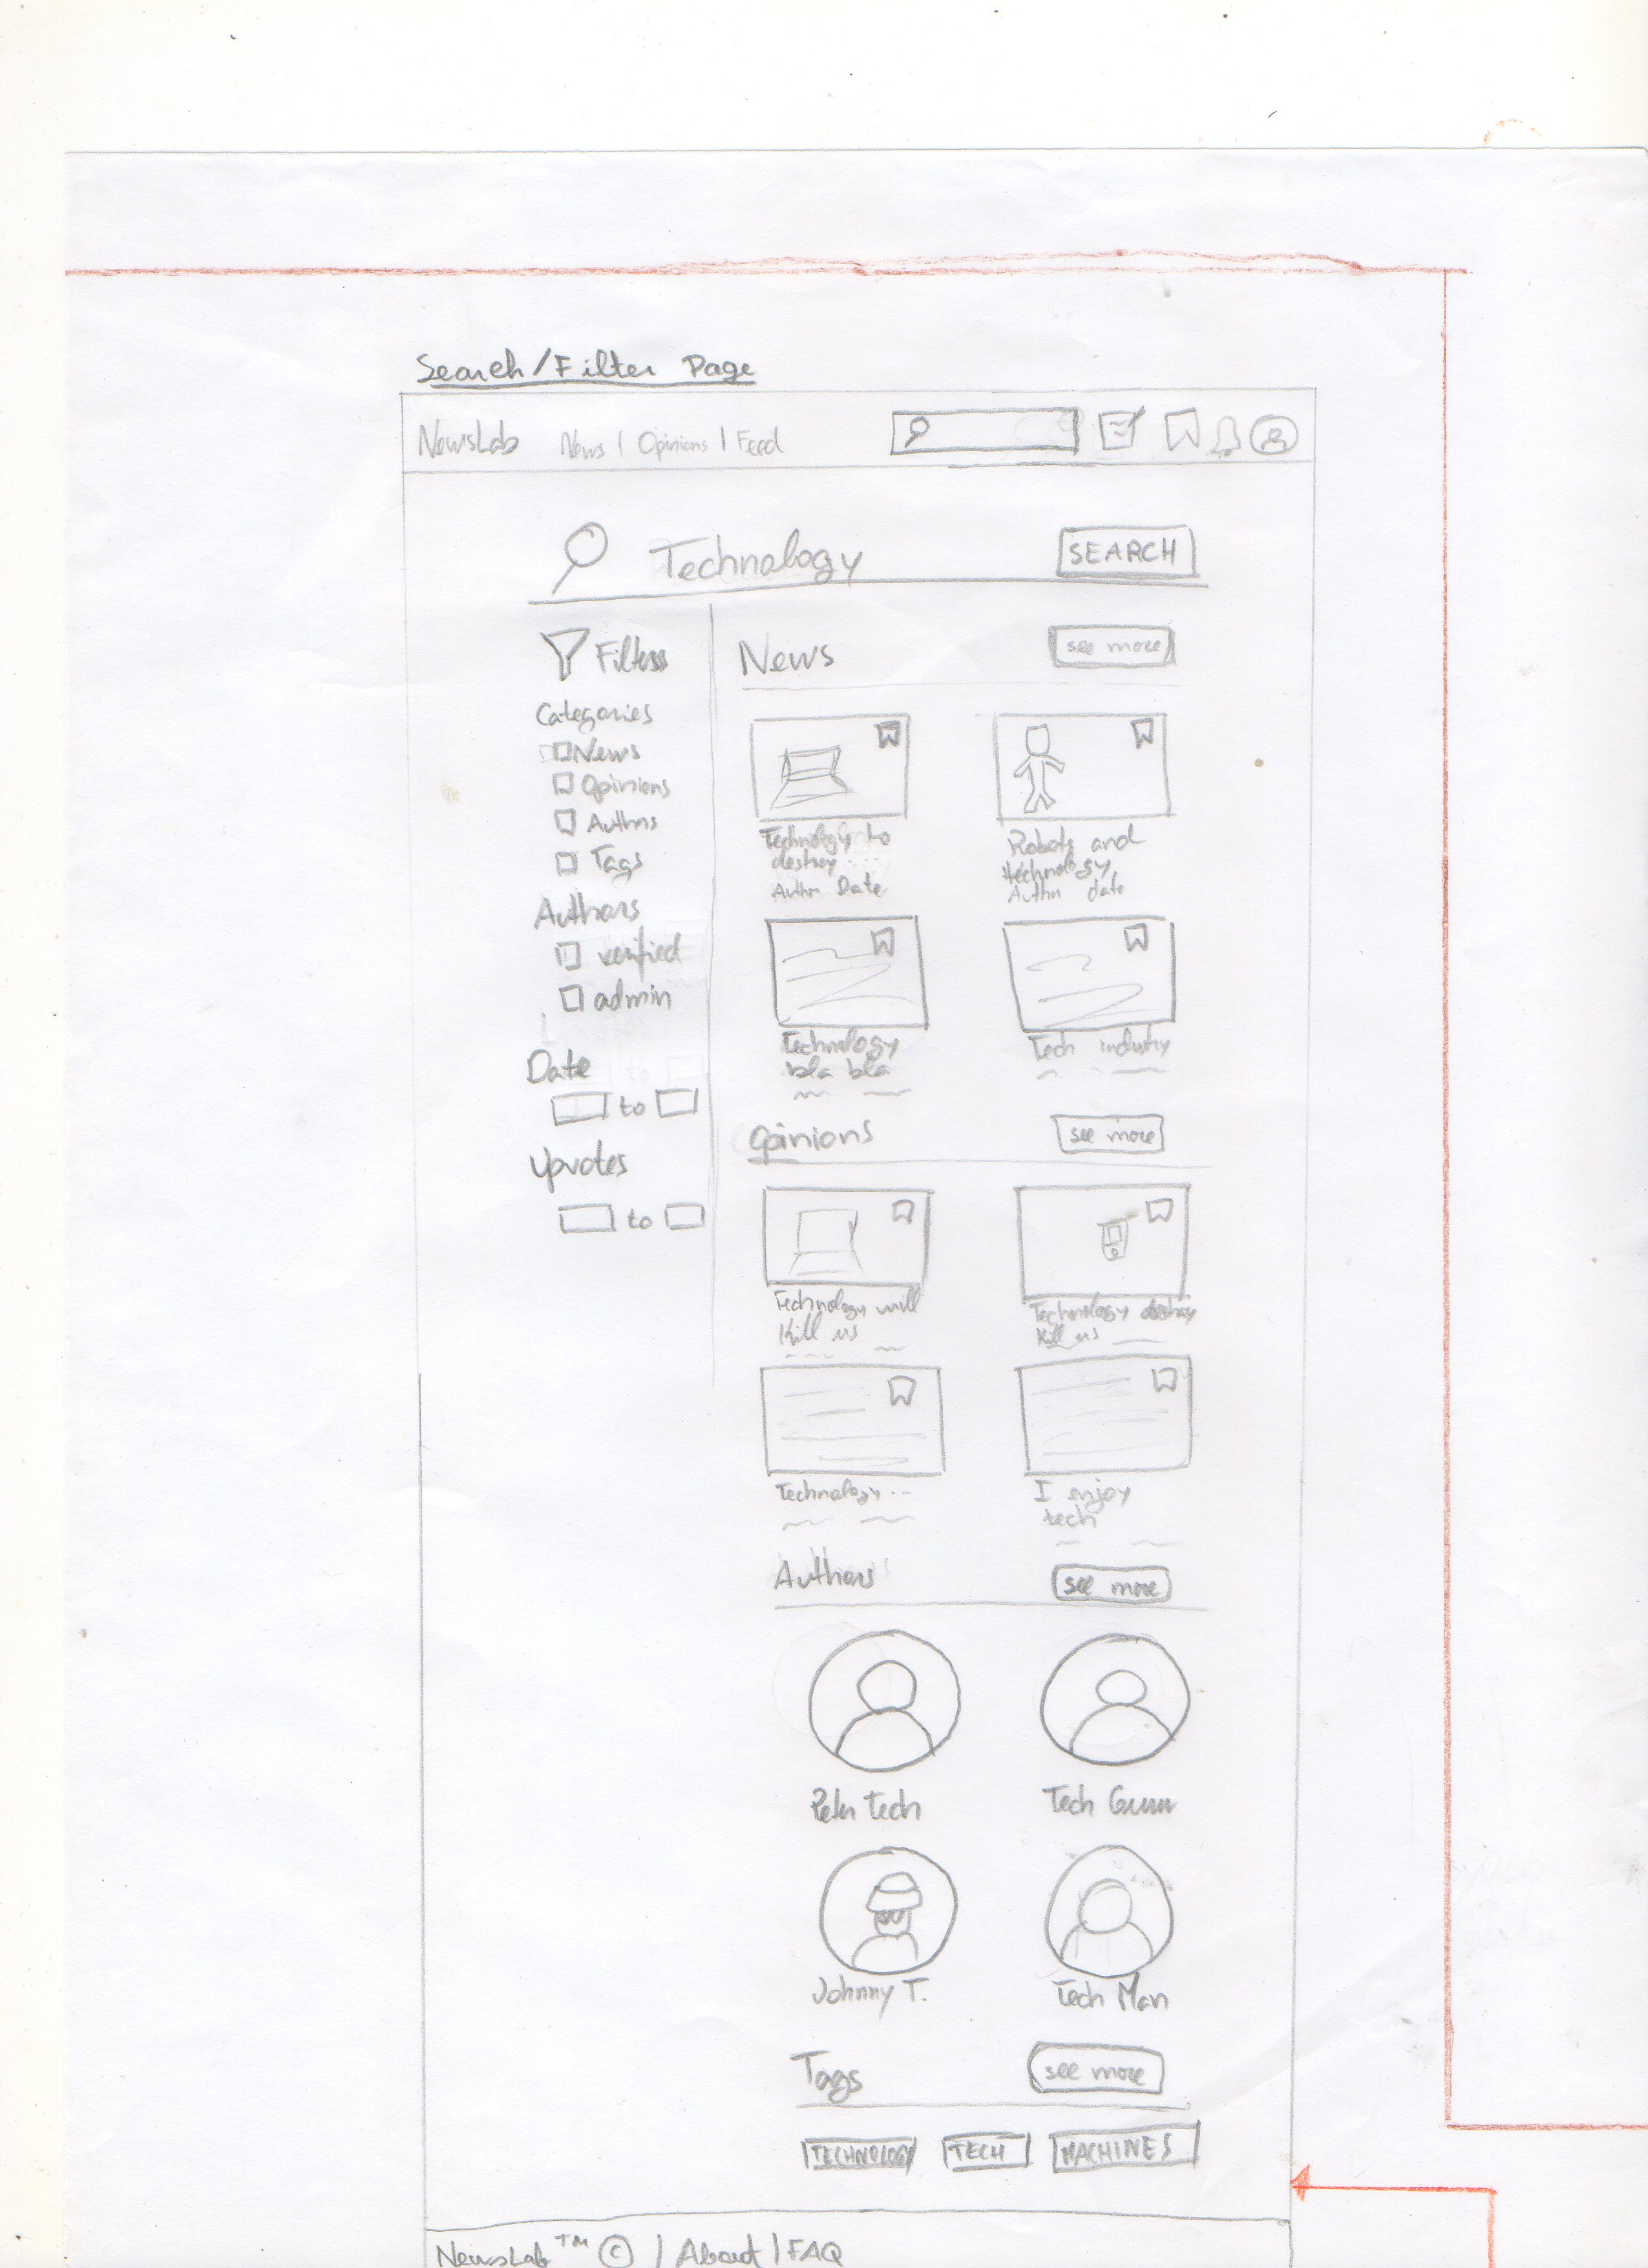 Search/Filter Page
NewsLab News | Opinions | Feed
Technology SEARCH
Filters
Categories
News
Opinions
Authors
Tags
Authors
verified
admin
Date
to
Upvotes
to
News see more
Technology to
destroy ....
Author Date
Robots and
technology
Author date
Technology
bla bla
Tech industry
Opinions see more
Technology will
Kill us
Technology destroy
Kill us
Technology ...
I enjoy
tech
Authors see more
Peter Tech
Tech Guru
Johnny T.
Tech Man
Tags see more
TECHNOLOGY TECH MACHINES
NewsLab™ © | About | FAQ